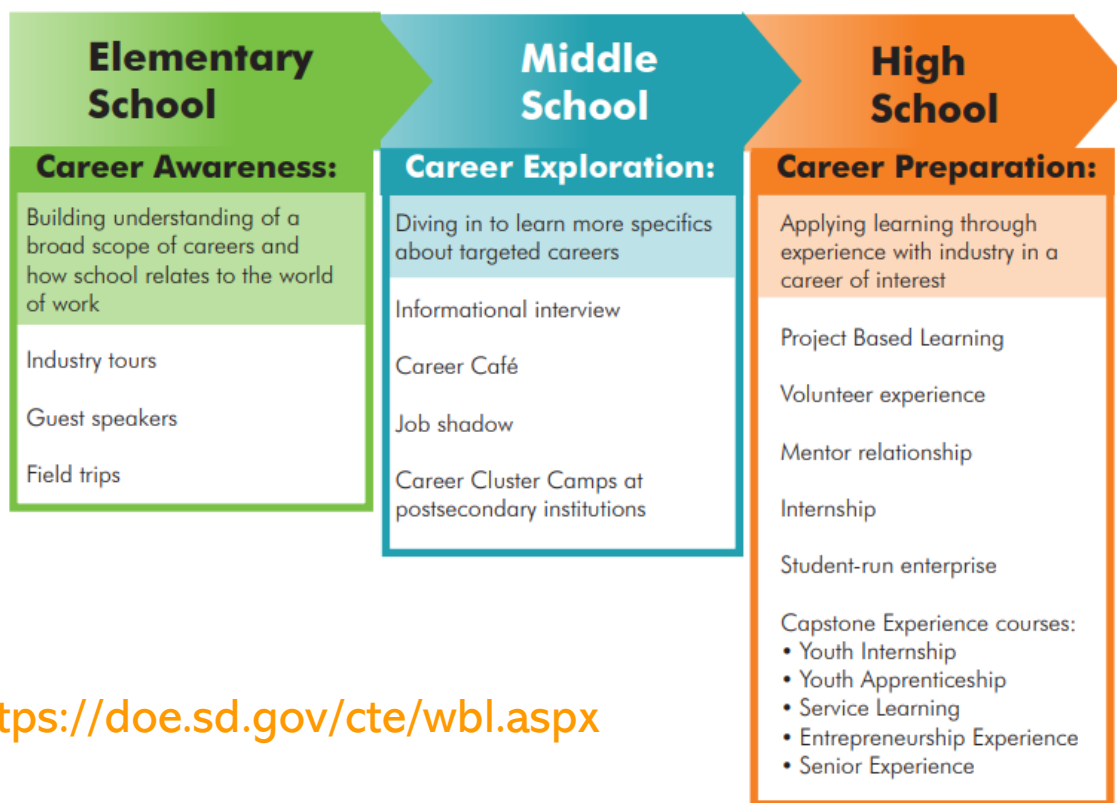 Elementary
School
Career Awareness:
Building understanding of a
broad scope of careers and
how school relates to the world
of work
Industry tours
Guest speakers
Field trips
Middle
School
Career Exploration:
Diving in to learn more specifics
about targeted careers
Informational interview
Career Café
Job shadow
Career Cluster Camps at
postsecondary institutions
High
School
Career Preparation:
Applying learning through
experience with industry in a
career of interest
Project Based Learning
Volunteer experience
Mentor relationship
Internship
Student-run enterprise
Capstone Experience courses:
• Youth Internship
• Youth Apprenticeship
• Service Learning
• Entrepreneurship Experience
• Senior Experience
tps://doe.sd.gov/cte/wbl.aspx